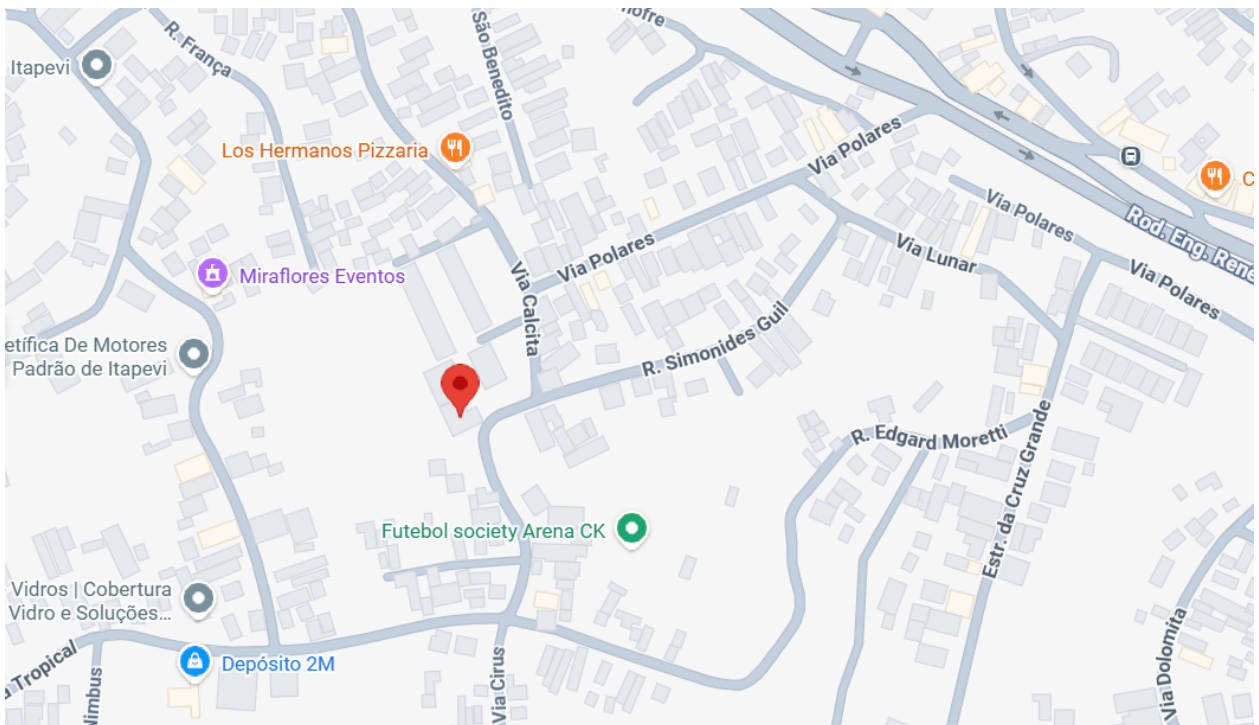 Itapevi
R. França
São Benedito
Los Hermanos Pizzaria
Via Polares
C
Via Polares
Rod. Eng. Rene
Via Polares
Via Lunar
Via Polares
Miraflores Eventos
Via Calcita
etífica De Motores
Padrão de Itapevi
R. Simonides Guil
R. Edgard Moretti
Estr. da Cruz Grande
Futebol society Arena CK
Vidros | Cobertura
Vidro e Soluções...
Depósito 2M
Tropical
Nimbus
Via Cirus
Via Dolomita